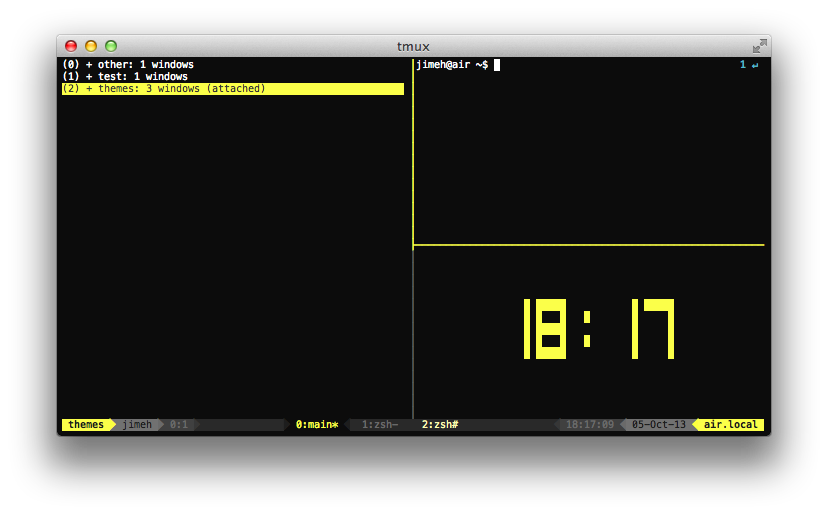 tmux
(0) + other: 1 windows
(1) + test: 1 windows
(2) + themes: 3 windows (attached)
jimeh@air ~$ 1 ↵
18:17
themes jimeh 0:1 0:main* 1:zsh- 2:zsh# 18:17:09 05-Oct-13 air.local